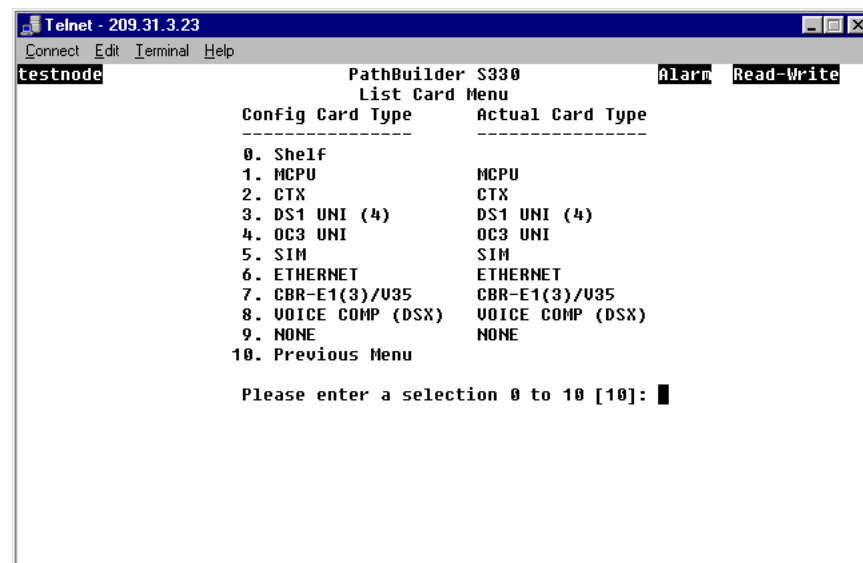 Telnet - 209.31.3.23
Connect Edit Terminal Help
testnode PathBuilder S330 Alarm Read-Write
List Card Menu
Config Card Type Actual Card Type
---------------- ----------------
0. Shelf
1. MCPU MCPU
2. CTX CTX
3. DS1 UNI (4) DS1 UNI (4)
4. OC3 UNI OC3 UNI
5. SIM SIM
6. ETHERNET ETHERNET
7. CBR-E1(3)/V35 CBR-E1(3)/V35
8. VOICE COMP (DSX) VOICE COMP (DSX)
9. NONE NONE
10. Previous Menu
Please enter a selection 0 to 10 [10]: